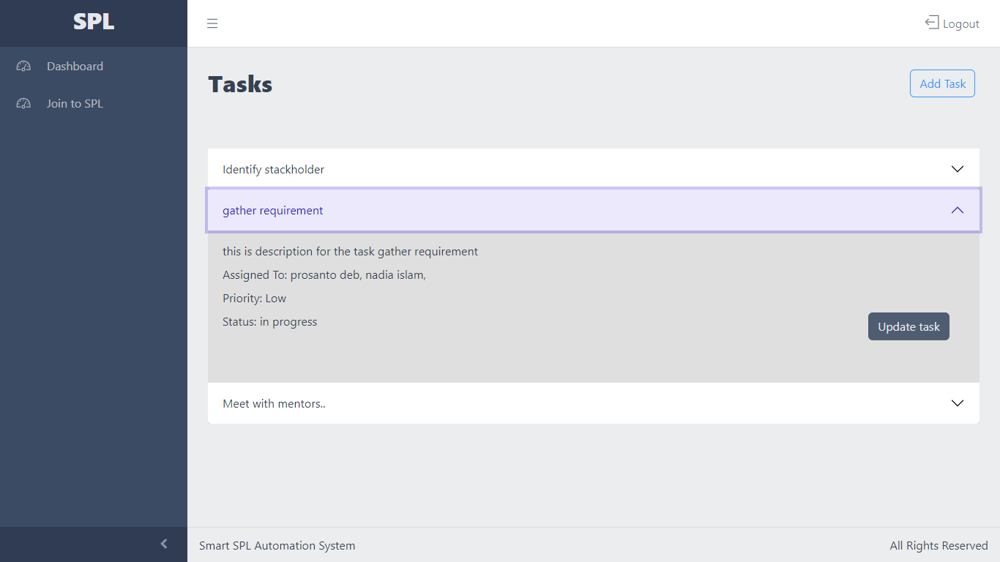 SPL
Logout
Dashboard
Join to SPL
Tasks
Add Task
Identify stackholder
gather requirement
this is description for the task gather requirement
Assigned To: prosanto deb, nadia islam,
Priority: Low
Status: in progress
Update task
Meet with mentors..
Smart SPL Automation System
All Rights Reserved